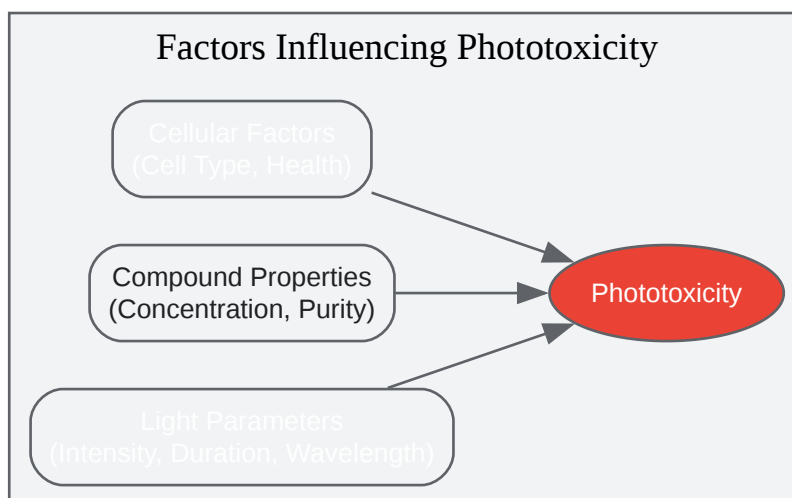 Factors Influencing Phototoxicity
Cellular Factors
(Cell Type, Health)
Compound Properties
(Concentration, Purity)
Phototoxicity
Light Parameters
(Intensity, Duration, Wavelength)